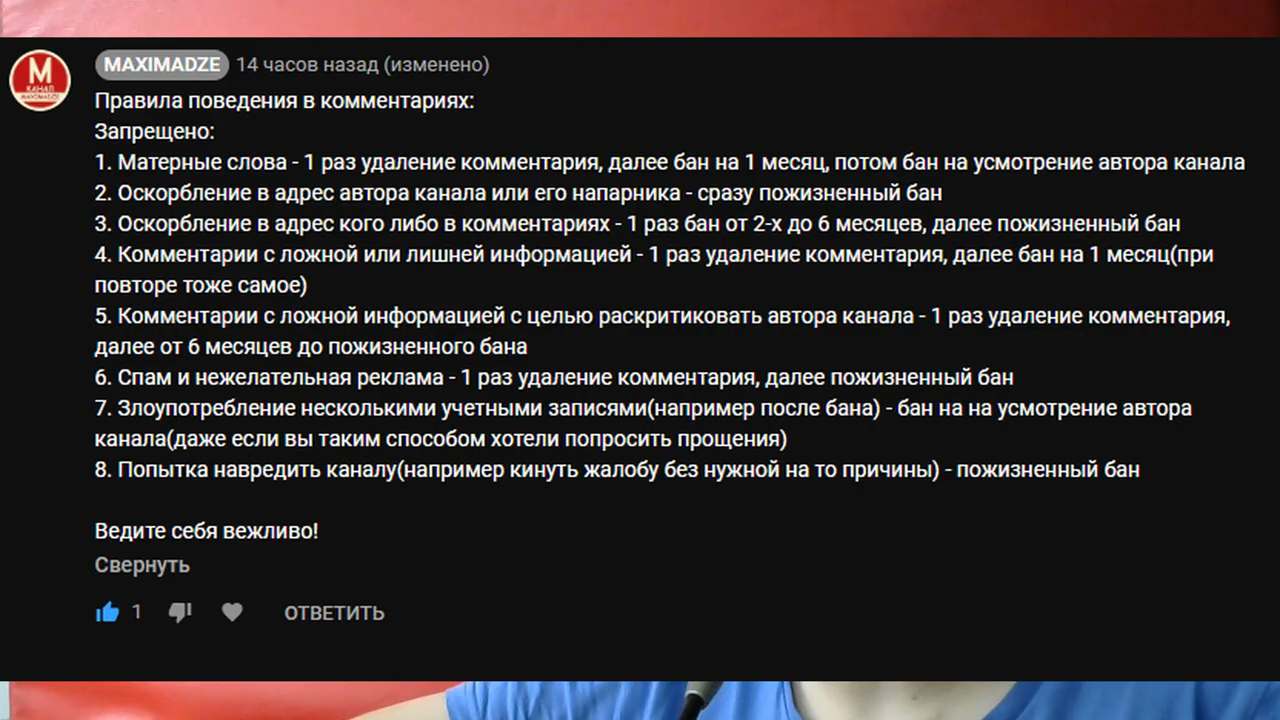 М
КАНАЛ
MAXIMADZE
MAXIMADZE 14 часов назад (изменено)
Правила поведения в комментариях:
Запрещено:
1. Матерные слова - 1 раз удаление комментария, далее бан на 1 месяц, потом бан на усмотрение автора канала
2. Оскорбление в адрес автора канала или его напарника - сразу пожизненный бан
3. Оскорбление в адрес кого либо в комментариях - 1 раз бан от 2-х до 6 месяцев, далее пожизненный бан
4. Комментарии с ложной или лишней информацией - 1 раз удаление комментария, далее бан на 1 месяц(при
повторе тоже самое)
5. Комментарии с ложной информацией с целью раскритиковать автора канала - 1 раз удаление комментария,
далее от 6 месяцев до пожизненного бана
6. Спам и нежелательная реклама - 1 раз удаление комментария, далее пожизненный бан
7. Злоупотребление несколькими учетными записями(например после бана) - бан на на усмотрение автора
канала(даже если вы таким способом хотели попросить прощения)
8. Попытка навредить каналу(например кинуть жалобу без нужной на то причины) - пожизненный бан
Ведите себя вежливо!
Свернуть
1 ОТВЕТИТЬ